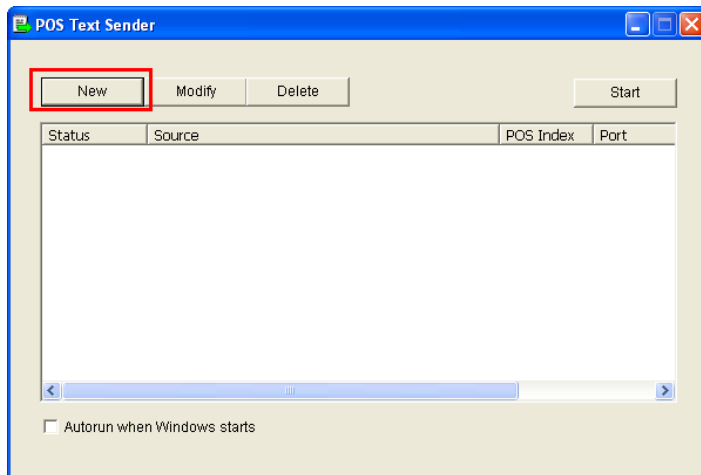 POS Text Sender
New Modify Delete Start
Status Source POS Index Port
Autorun when Windows starts